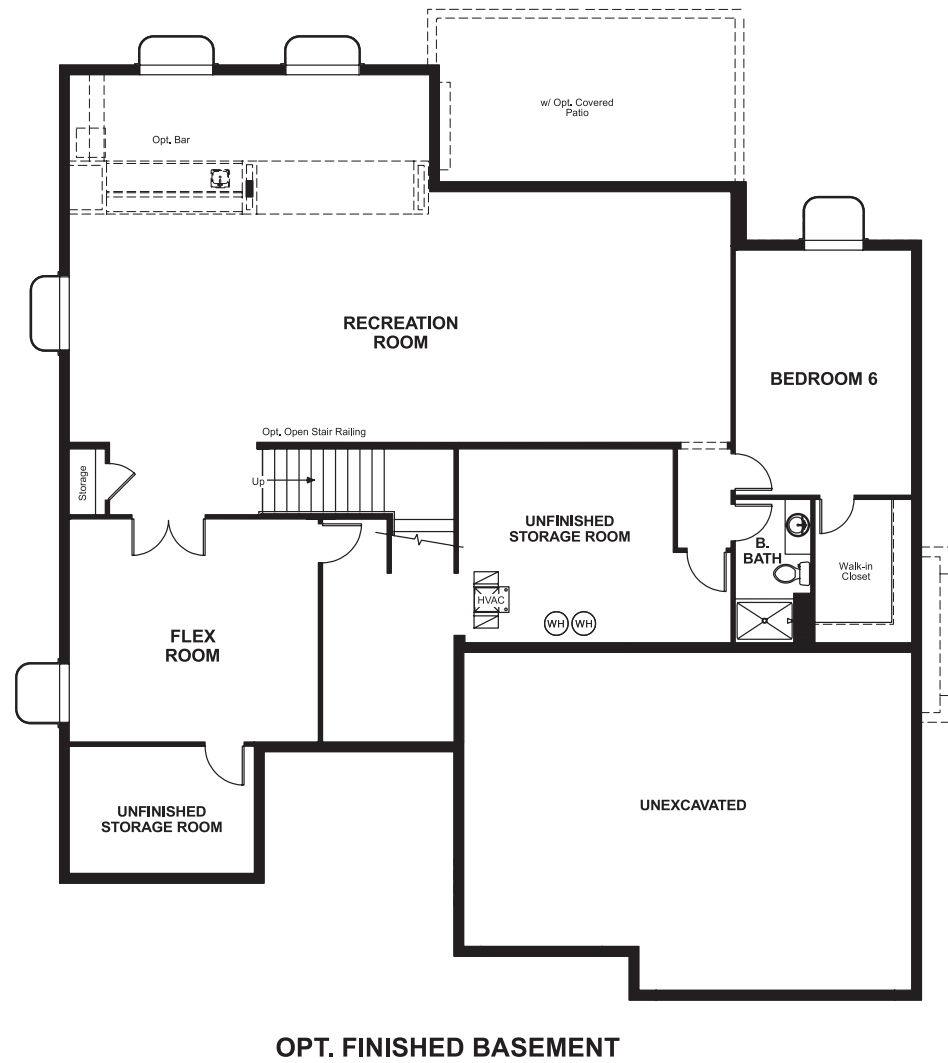 w/ Opt. Covered
Patio
Opt. Bar
RECREATION
ROOM
BEDROOM 6
Opt. Open Stair Railing
Storage
Up
UNFINISHED
STORAGE ROOM
B.
BATH
Walk-in
Closet
HVAC
WH
WH
FLEX
ROOM
UNFINISHED
STORAGE ROOM
UNEXCAVATED
OPT. FINISHED BASEMENT